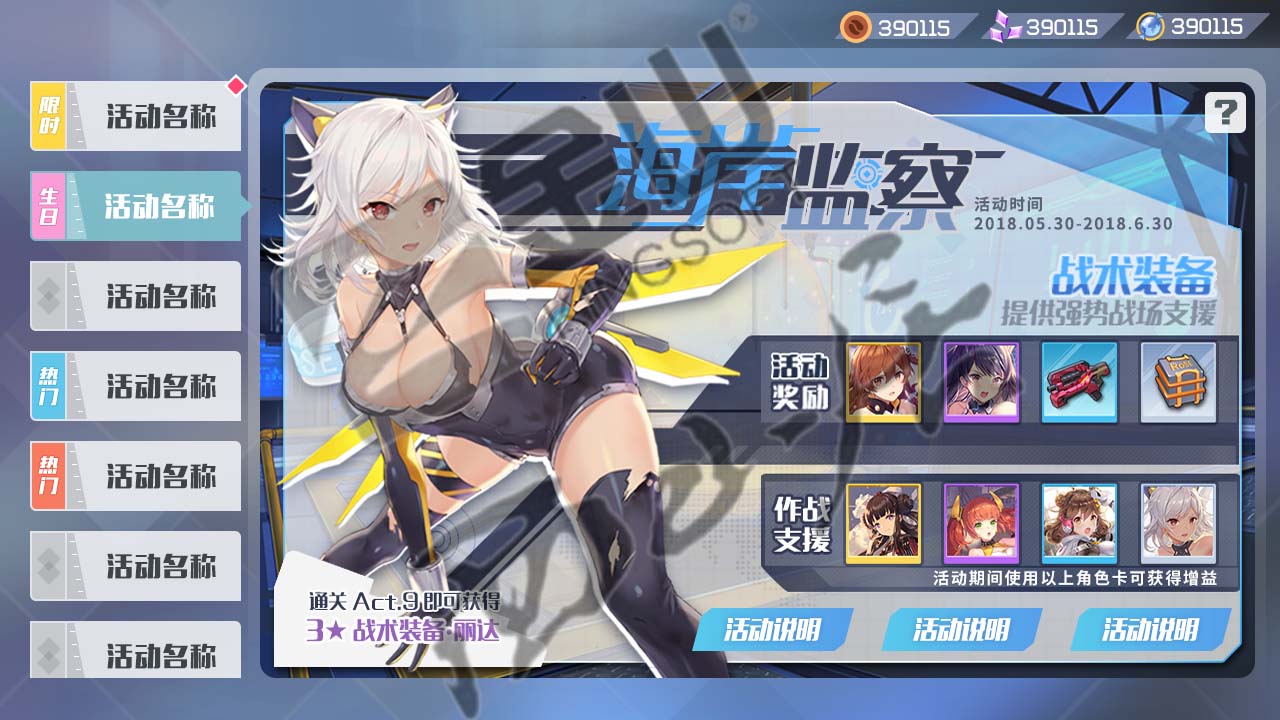 390115
390115
390115
限时
活动名称
生日
活动名称
活动名称
热门
活动名称
热门
活动名称
活动名称
活动名称
?
海岸监察
活动时间
2018.05.30-2018.6.30
战术装备
提供强势战场支援
活动
奖励
作战
支援
活动期间使用以上角色卡可获得增益
通关 Act.9 即可获得
3★ 战术装备·丽达
活动说明
活动说明
活动说明
金山